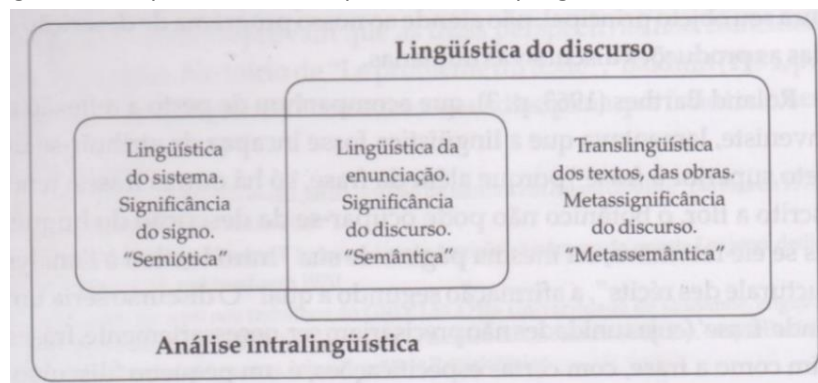 Lingüística do discurso
Lingüística
do sistema.
Significância
do signo.
"Semiótica"
Lingüística da
enunciação.
Significância
do discurso.
"Semântica"
Translingüística
dos textos, das obras.
Metassignificância
do discurso.
"Metassemântica"
Análise intralingüística